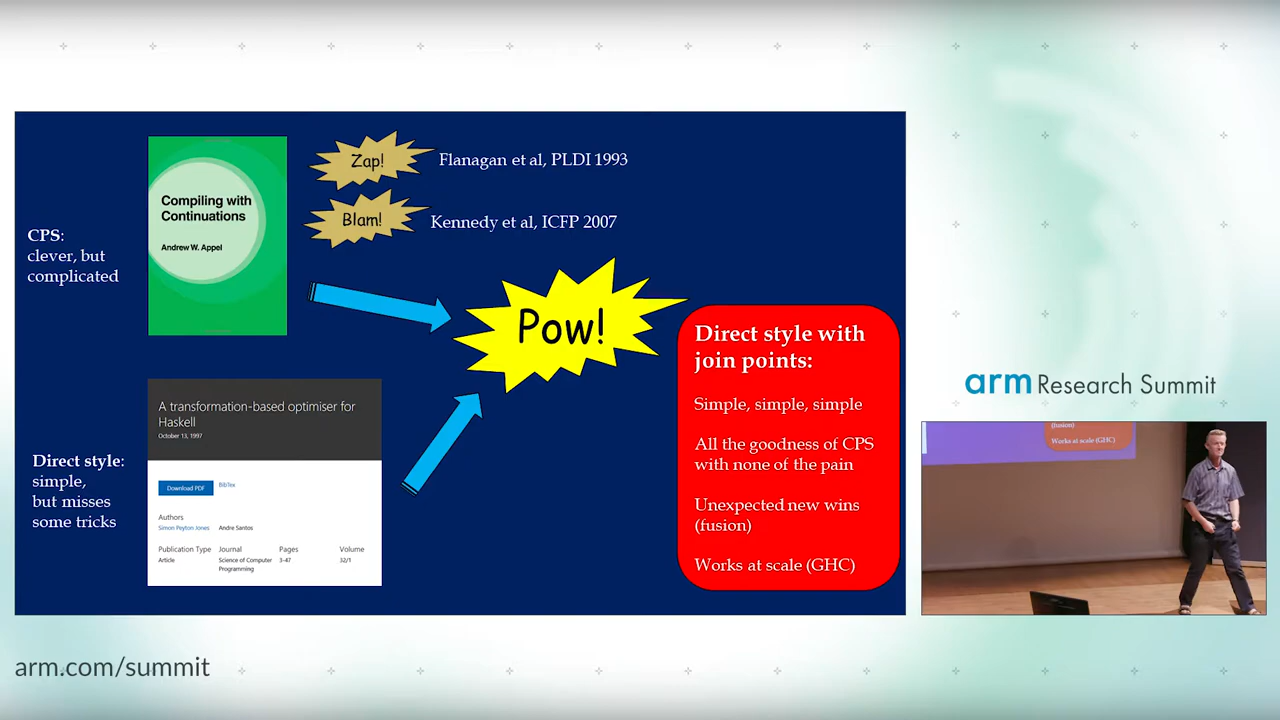 CPS:
clever, but
complicated
Compiling with
Continuations
Andrew W. Appel
Zap!
Flanagan et al, PLDI 1993
Blam!
Kennedy et al, ICFP 2007
Pow!
Direct style:
simple,
but misses
some tricks
A transformation-based optimiser for
Haskell
October 13, 1997
Download PDF
BibTex
Authors
Simon Peyton Jones Andre Santos
Publication Type Journal Pages Volume
Article Science of Computer 3-47 32/1
Programming
Direct style with
join points:
Simple, simple, simple
All the goodness of CPS
with none of the pain
Unexpected new wins
(fusion)
Works at scale (GHC)
arm Research Summit
(fusion)
Works at scale (GHC)
arm.com/summit